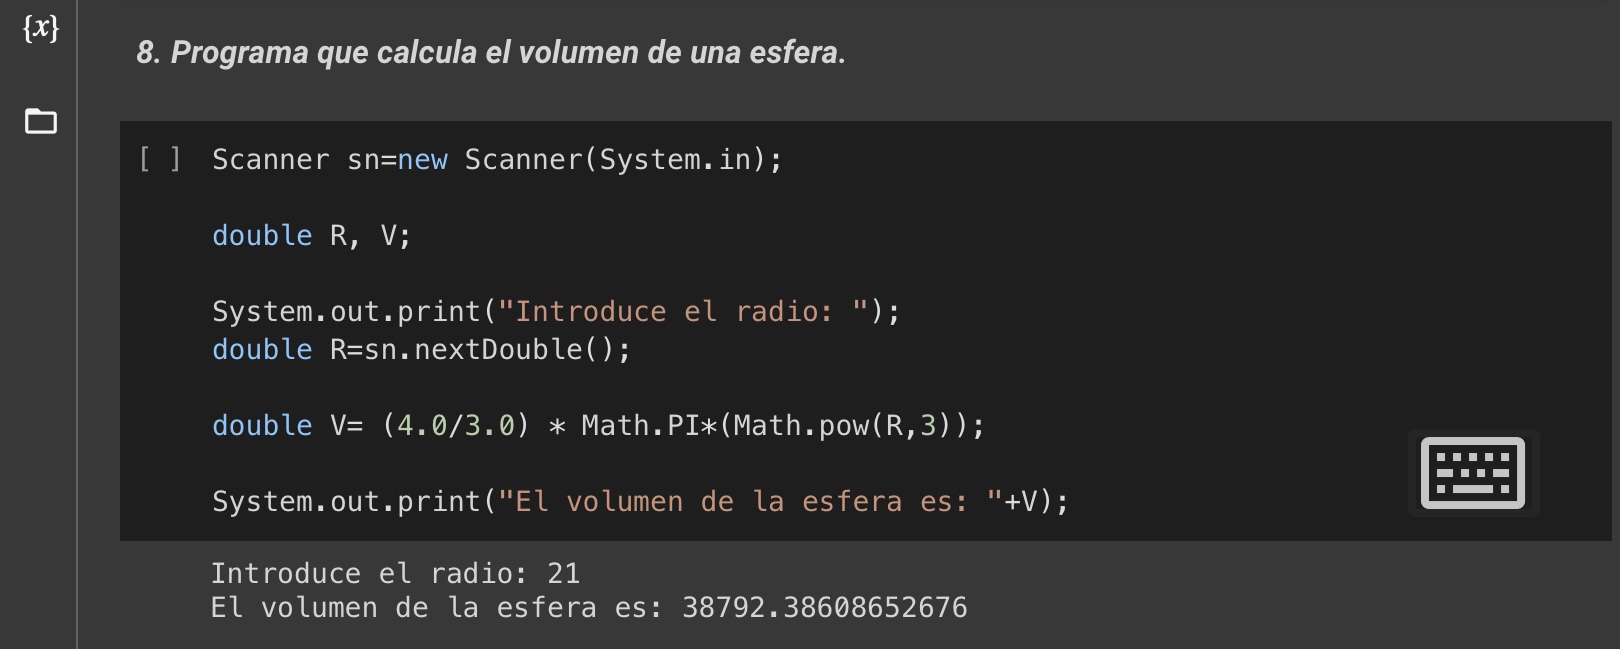 {x}
8. Programa que calcula el volumen de una esfera.
[ ] Scanner sn=new Scanner(System.in);
double R, V;
System.out.print("Introduce el radio: ");
double R=sn.nextDouble();
double V= (4.0/3.0) * Math.PI*(Math.pow(R,3));
System.out.print("El volumen de la esfera es: "+V);
Introduce el radio: 21
El volumen de la esfera es: 38792.38608652676